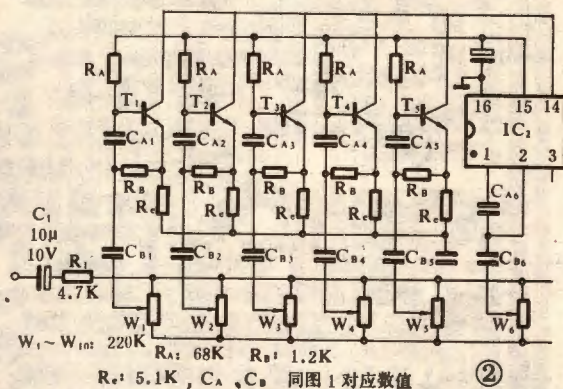 RA RA RA RA RA
16 15 14
T1 T2 T3 T4 T5
IC2
CA1 CA2 CA3 CA4 CA5
1 2 3
RB RB RB RB RB
CA6
Re Re Re Re Re
C1
10μ
10V
R1
4.7K
CB1 CB2 CB3 CB4 CB5 CB6
W1 W2 W3 W4 W5 W6
W1~W10: 220K
RA: 68K RB: 1.2K
Re: 5.1K , CA 、CB 同图 1 对应数值
②